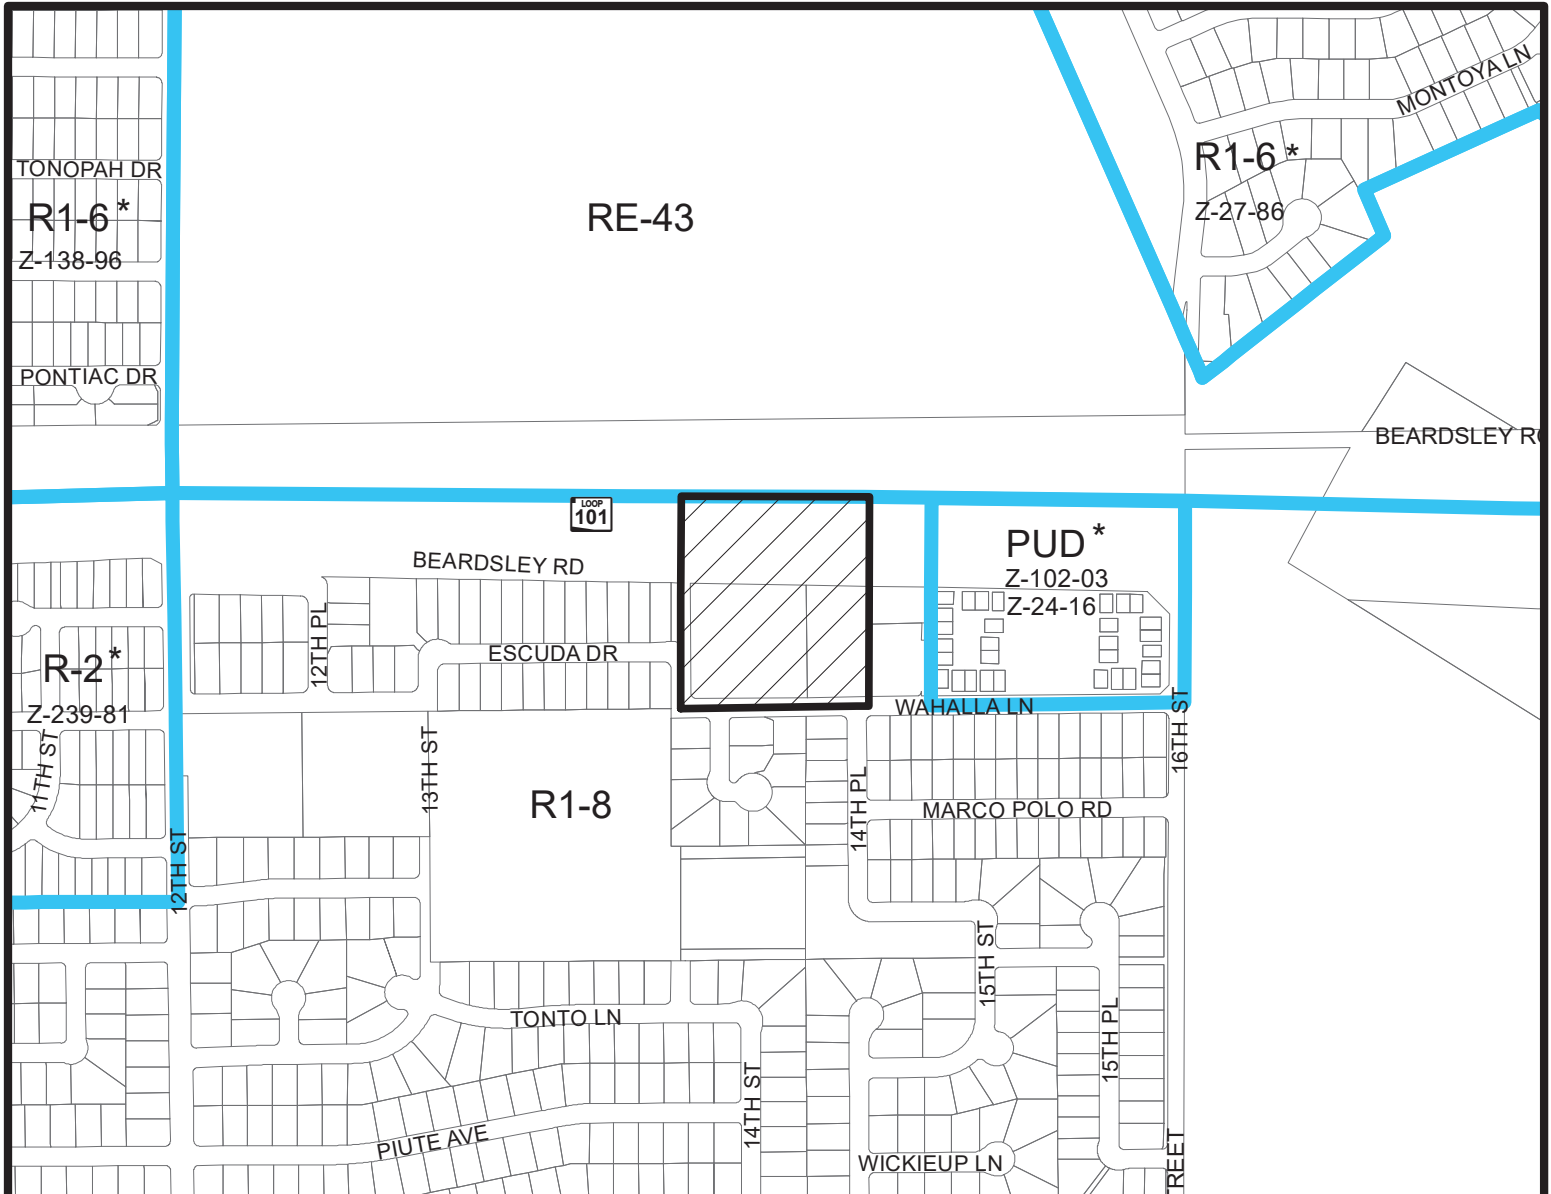 MONTOYA LN
R1-6 *
Z-27-86
TONOPAH DR
R1-6 *
Z-138-96
RE-43
PONTIAC DR
BEARDSLEY R
LOOP
101
PUD *
Z-102-03
Z-24-16
BEARDSLEY RD
12TH PL
ESCUDA DR
R-2 *
Z-239-81
WAHALLA LN
16TH ST
11TH ST
13TH ST
R1-8
14TH PL
MARCO POLO RD
12TH ST
15TH ST
TONTO LN
15TH PL
14TH ST
PIUTE AVE
WICKIEUP LN
REET